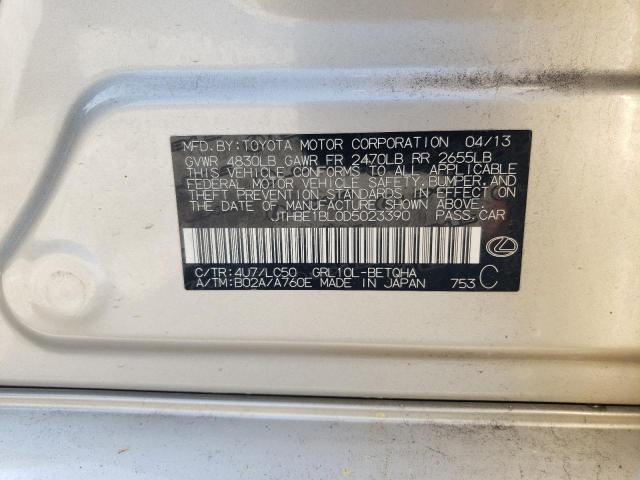 MFD.BY:TOYOTA MOTOR CORPORATION 04/13
GVWR 4830LB GAWR FR 2470LB RR 2655LB
THIS VEHICLE CONFORMS TO ALL APPLICABLE
FEDERAL MOTOR VEHICLE SAFETY,BUMPER,AND
THEFT PREVENTION STANDARDS IN EFFECT ON
THE DATE OF MANUFACTURE SHOWN ABOVE.
JTHBE1BL0D5023390 PASS.CAR
C/TR:4U7/LC50 GRL10L-BETQHA
A/TM:B02A/A760E MADE IN JAPAN 753 C